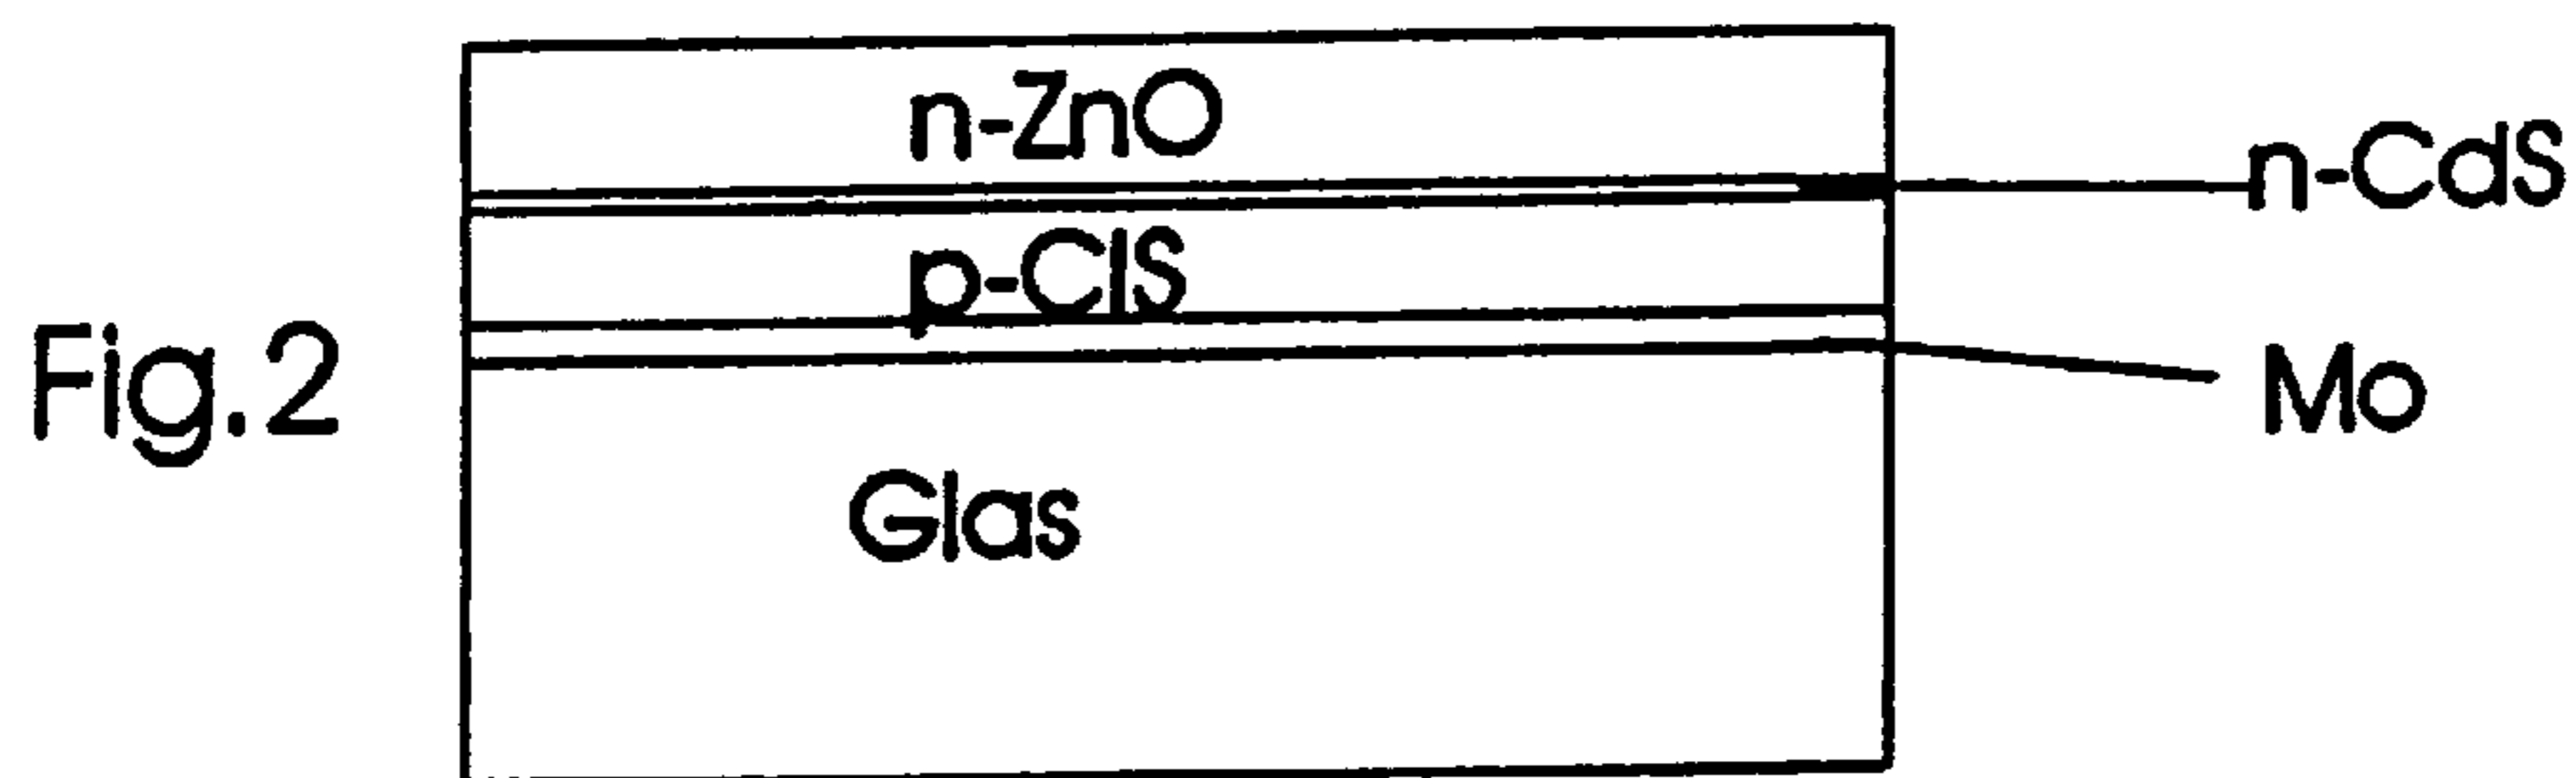 n-ZnO
n-CdS
p-CIS
Fig.2
Mo
Glas